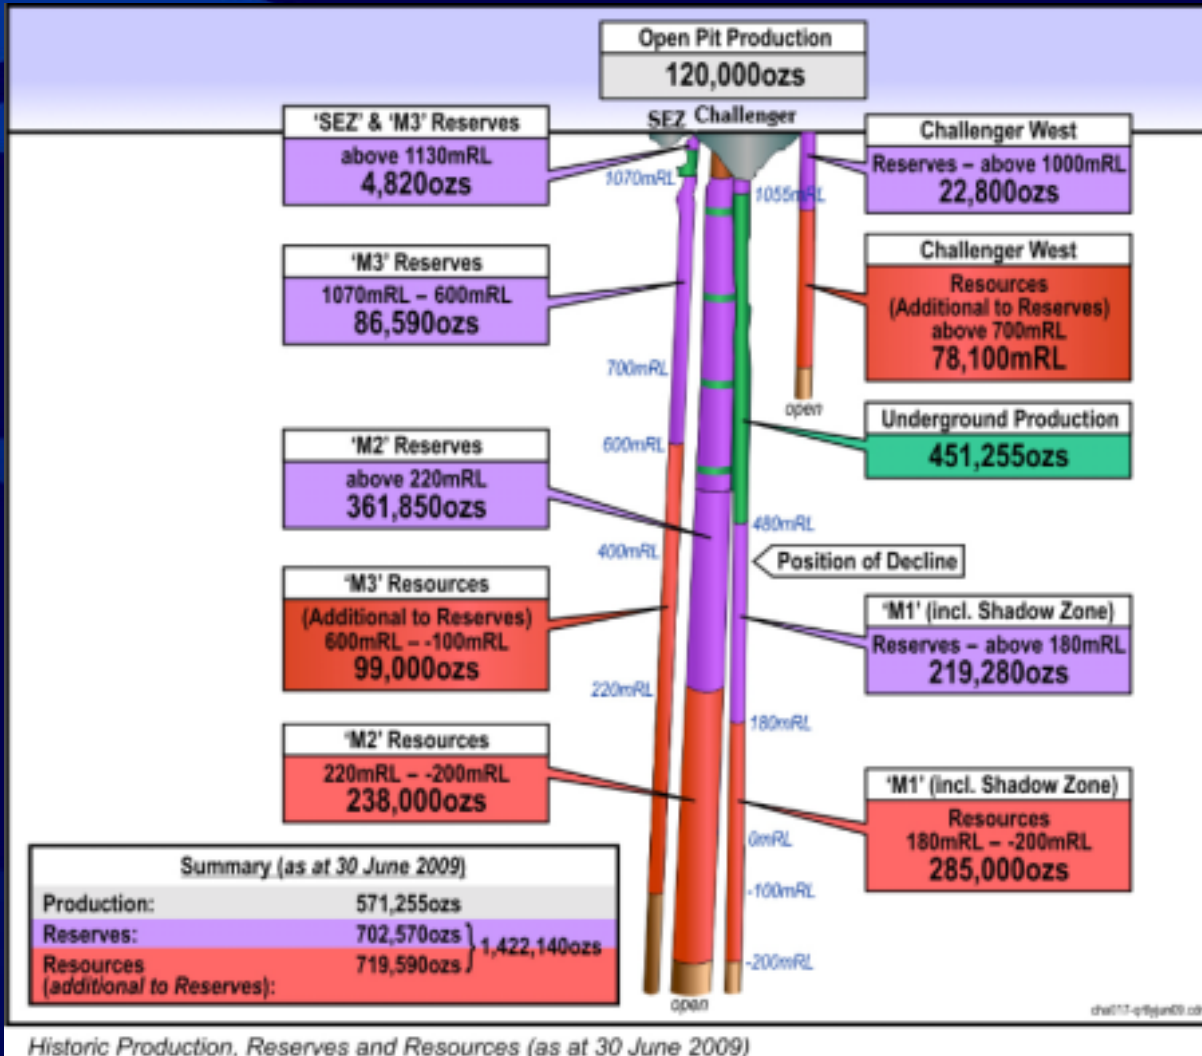 Open Pit Production
120,000ozs
SEZ Challenger
'SEZ' & 'M3' Reserves
above 1130mRL
4,820ozs
'M3' Reserves
1070mRL – 600mRL
86,590ozs
'M2' Reserves
above 220mRL
361,850ozs
'M3' Resources
(Additional to Reserves)
600mRL – -100mRL
99,000ozs
'M2' Resources
220mRL – -200mRL
238,000ozs
1070mRL
700mRL
600mRL
400mRL
220mRL
open
1055mRL
480mRL
180mRL
0mRL
-100mRL
-200mRL
open
Position of Decline
Challenger West
Reserves – above 1000mRL
22,800ozs
Challenger West
Resources
(Additional to Reserves)
above 700mRL
78,100mRL
Underground Production
451,255ozs
'M1' (incl. Shadow Zone)
Reserves – above 180mRL
219,280ozs
'M1' (incl. Shadow Zone)
Resources
180mRL – -200mRL
285,000ozs
Summary (as at 30 June 2009)
Production: 571,255ozs
Reserves: 702,570ozs
1,422,140ozs
Resources 719,590ozs
(additional to Reserves):
Historic Production, Reserves and Resources (as at 30 June 2009)